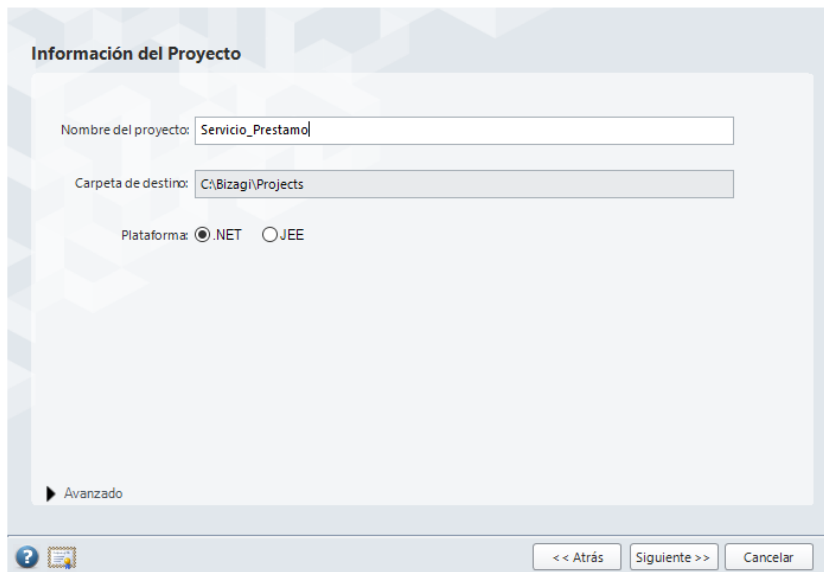 Información del Proyecto
Nombre del proyecto: Servicio_Prestamo
Carpeta de destino: C:\Bizagi\Projects
Plataforma: .NET JEE
Avanzado
? << Atrás Siguiente >> Cancelar